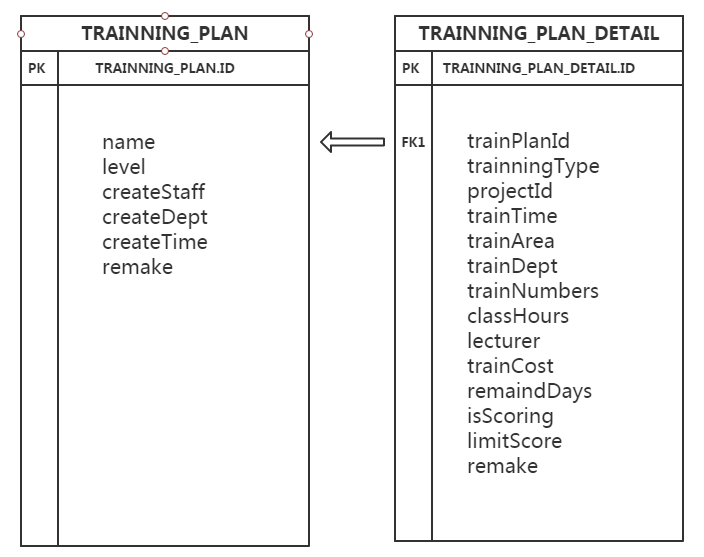 TRAINNING_PLAN
PK TRAINNING_PLAN.ID
name
level
createStaff
createDept
createTime
remake
TRAINNING_PLAN_DETAIL
PK TRAINNING_PLAN_DETAIL.ID
FK1 trainPlanId
trainningType
projectId
trainTime
trainArea
trainDept
trainNumbers
classHours
lecturer
trainCost
remaindDays
isScoring
limitScore
remake